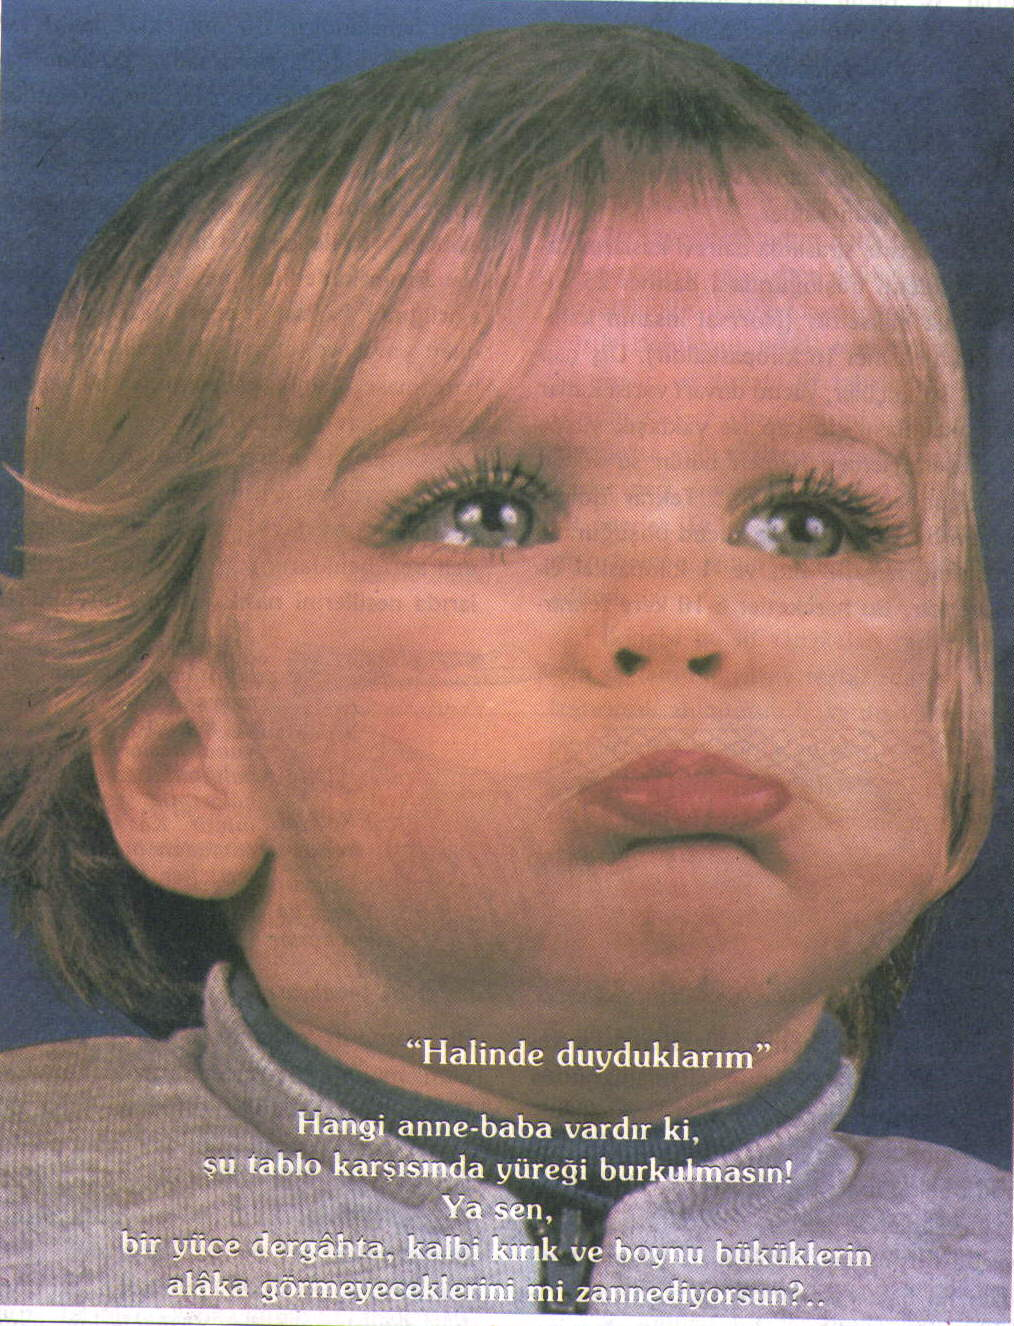 “Halinde duyduklarım”
Hangi anne-baba vardır ki,
şu tablo karşısında yüreği burkulmasın!
Ya sen,
bir yüce dergâhta, kalbi kırık ve boynu büküklerin
alâka görmeyeceklerini mi zannediyorsun?..